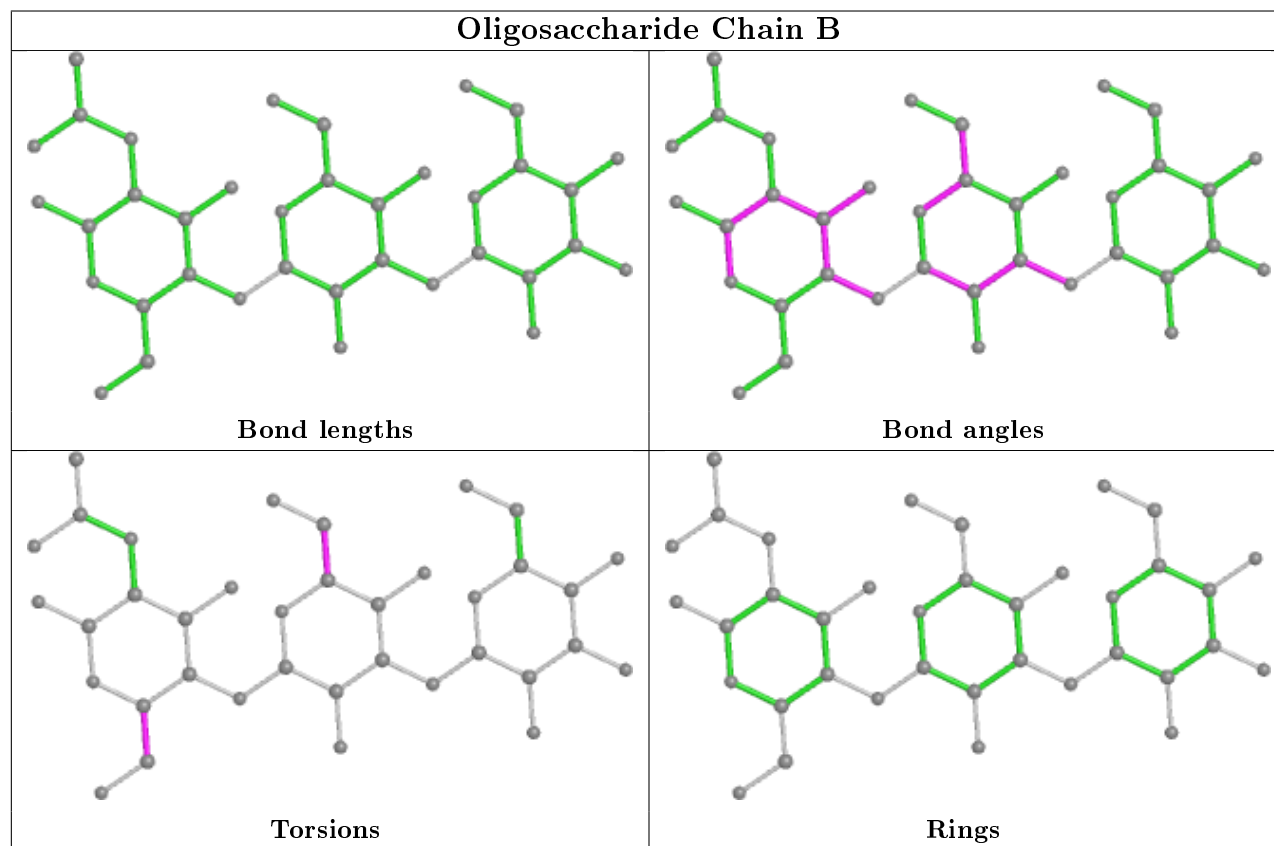 Oligosaccharide Chain B
Bond lengths
Bond angles
Torsions
Rings